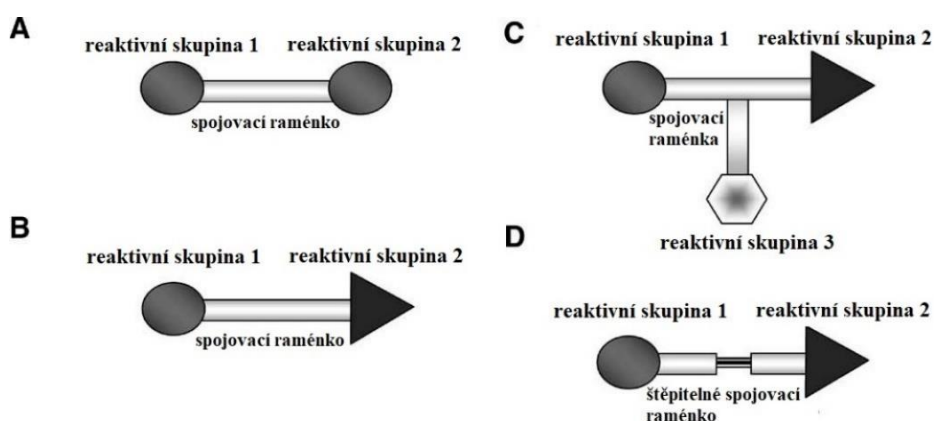 A
reaktivní skupina 1 reaktivní skupina 2
spojovací raménko
B
reaktivní skupina 1 reaktivní skupina 2
spojovací raménko
C
reaktivní skupina 1 reaktivní skupina 2
spojovací
raménka
reaktivní skupina 3
D
reaktivní skupina 1 reaktivní skupina 2
štěpitelné spojovací
raménko